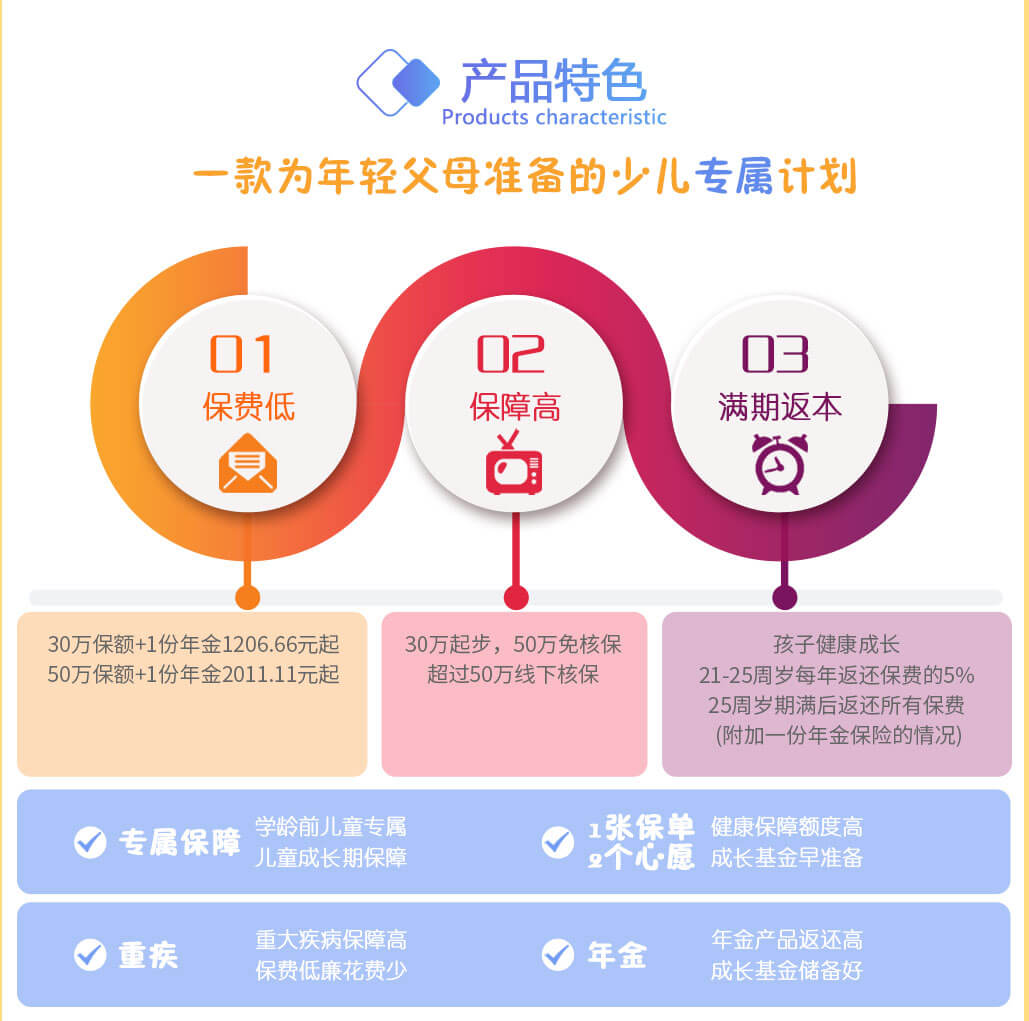 产品特色
Products characteristic
一款为年轻父母准备的少儿专属计划
01
保费低
02
保障高
03
满期返本
30万保额+1份年金1206.66元起
50万保额+1份年金2011.11元起
30万起步，50万免核保
超过50万线下核保
孩子健康成长
21-25周岁每年返还保费的5%
25周岁期满后返还所有保费
(附加一份年金保险的情况)
专属保障
学龄前儿童专属
儿童成长期保障
1张保单
2个心愿
健康保障额度高
成长基金早准备
重疾
重大疾病保障高
保费低廉花费少
年金
年金产品返还高
成长基金储备好